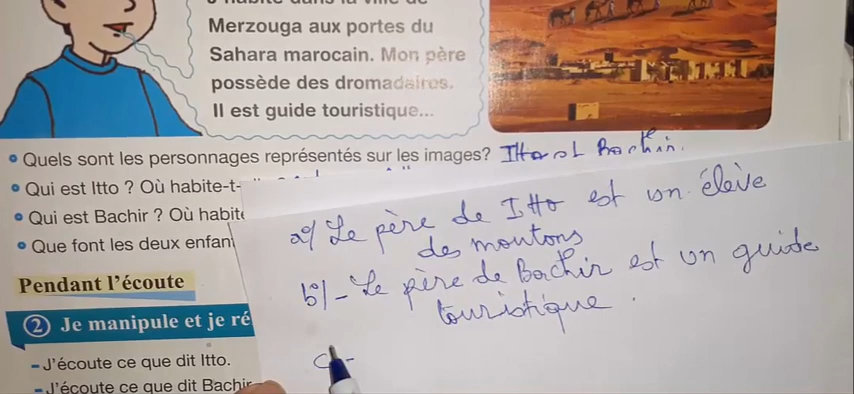 Merzouga aux portes du
Sahara marocain. Mon père
possède des dromadaires.
Il est guide touristique...
• Quels sont les personnages représentés sur les images? Itto et Bachir.
• Qui est Itto ? Où habite-t-
• Qui est Bachir ? Où habite
• Que font les deux enfan
a°/ Le père de Itto est un élève
des moutons
b°/- Le père de Bachir est un guide
touristique.
c -
Pendant l'écoute
2 Je manipule et je ré
- J'écoute ce que dit Itto.
- J'écoute ce que dit Bachir